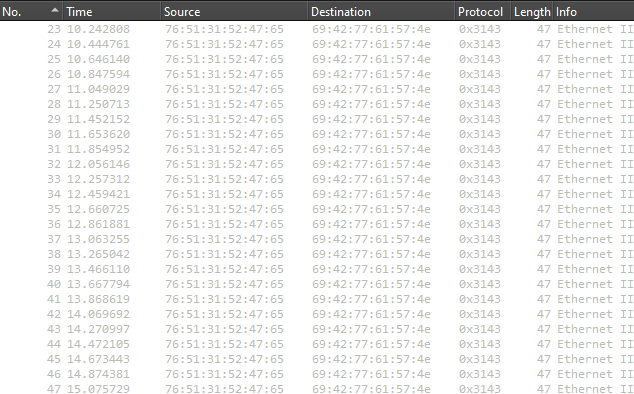 No. Time Source Destination Protocol Length Info
23 10.242808 76:51:31:52:47:65 69:42:77:61:57:4e 0x3143 47 Ethernet II
24 10.444761 76:51:31:52:47:65 69:42:77:61:57:4e 0x3143 47 Ethernet II
25 10.646140 76:51:31:52:47:65 69:42:77:61:57:4e 0x3143 47 Ethernet II
26 10.847594 76:51:31:52:47:65 69:42:77:61:57:4e 0x3143 47 Ethernet II
27 11.049029 76:51:31:52:47:65 69:42:77:61:57:4e 0x3143 47 Ethernet II
28 11.250713 76:51:31:52:47:65 69:42:77:61:57:4e 0x3143 47 Ethernet II
29 11.452152 76:51:31:52:47:65 69:42:77:61:57:4e 0x3143 47 Ethernet II
30 11.653620 76:51:31:52:47:65 69:42:77:61:57:4e 0x3143 47 Ethernet II
31 11.854952 76:51:31:52:47:65 69:42:77:61:57:4e 0x3143 47 Ethernet II
32 12.056146 76:51:31:52:47:65 69:42:77:61:57:4e 0x3143 47 Ethernet II
33 12.257312 76:51:31:52:47:65 69:42:77:61:57:4e 0x3143 47 Ethernet II
34 12.459421 76:51:31:52:47:65 69:42:77:61:57:4e 0x3143 47 Ethernet II
35 12.660725 76:51:31:52:47:65 69:42:77:61:57:4e 0x3143 47 Ethernet II
36 12.861881 76:51:31:52:47:65 69:42:77:61:57:4e 0x3143 47 Ethernet II
37 13.063255 76:51:31:52:47:65 69:42:77:61:57:4e 0x3143 47 Ethernet II
38 13.265042 76:51:31:52:47:65 69:42:77:61:57:4e 0x3143 47 Ethernet II
39 13.466110 76:51:31:52:47:65 69:42:77:61:57:4e 0x3143 47 Ethernet II
40 13.667794 76:51:31:52:47:65 69:42:77:61:57:4e 0x3143 47 Ethernet II
41 13.868619 76:51:31:52:47:65 69:42:77:61:57:4e 0x3143 47 Ethernet II
42 14.069692 76:51:31:52:47:65 69:42:77:61:57:4e 0x3143 47 Ethernet II
43 14.270997 76:51:31:52:47:65 69:42:77:61:57:4e 0x3143 47 Ethernet II
44 14.472105 76:51:31:52:47:65 69:42:77:61:57:4e 0x3143 47 Ethernet II
45 14.673443 76:51:31:52:47:65 69:42:77:61:57:4e 0x3143 47 Ethernet II
46 14.874381 76:51:31:52:47:65 69:42:77:61:57:4e 0x3143 47 Ethernet II
47 15.075729 76:51:31:52:47:65 69:42:77:61:57:4e 0x3143 47 Ethernet II